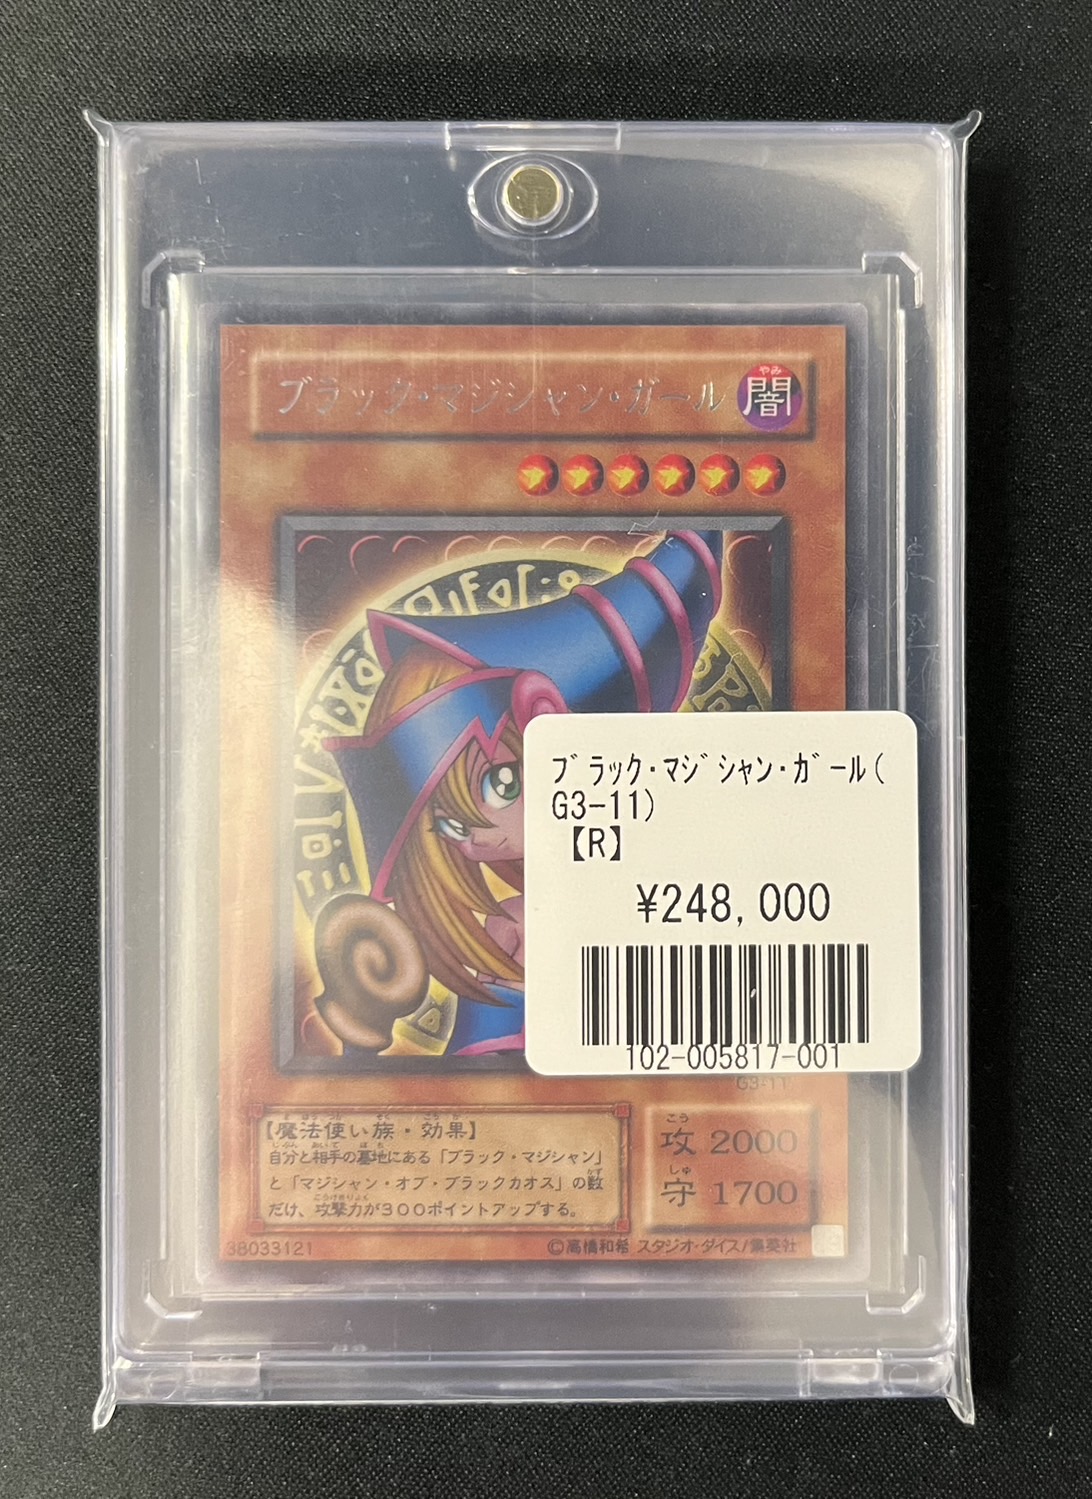 ブラック・マジシャン・ガール
やみ
闇
ﾌﾞﾗｯｸ･ﾏｼﾞｼｬﾝ･ｶﾞｰﾙ(
G3-11)
【R】
¥248,000
102-005817-001
G3-11
【魔法使い族・効果】
自分と相手の墓地にある「ブラック・マジシャン」
と「マジシャン・オブ・ブラックカオス」の数
だけ、攻撃力が300ポイントアップする。
こう
攻 2000
しゅ
守 1700
38033121
©高橋和希 スタジオ・ダイス/集英社